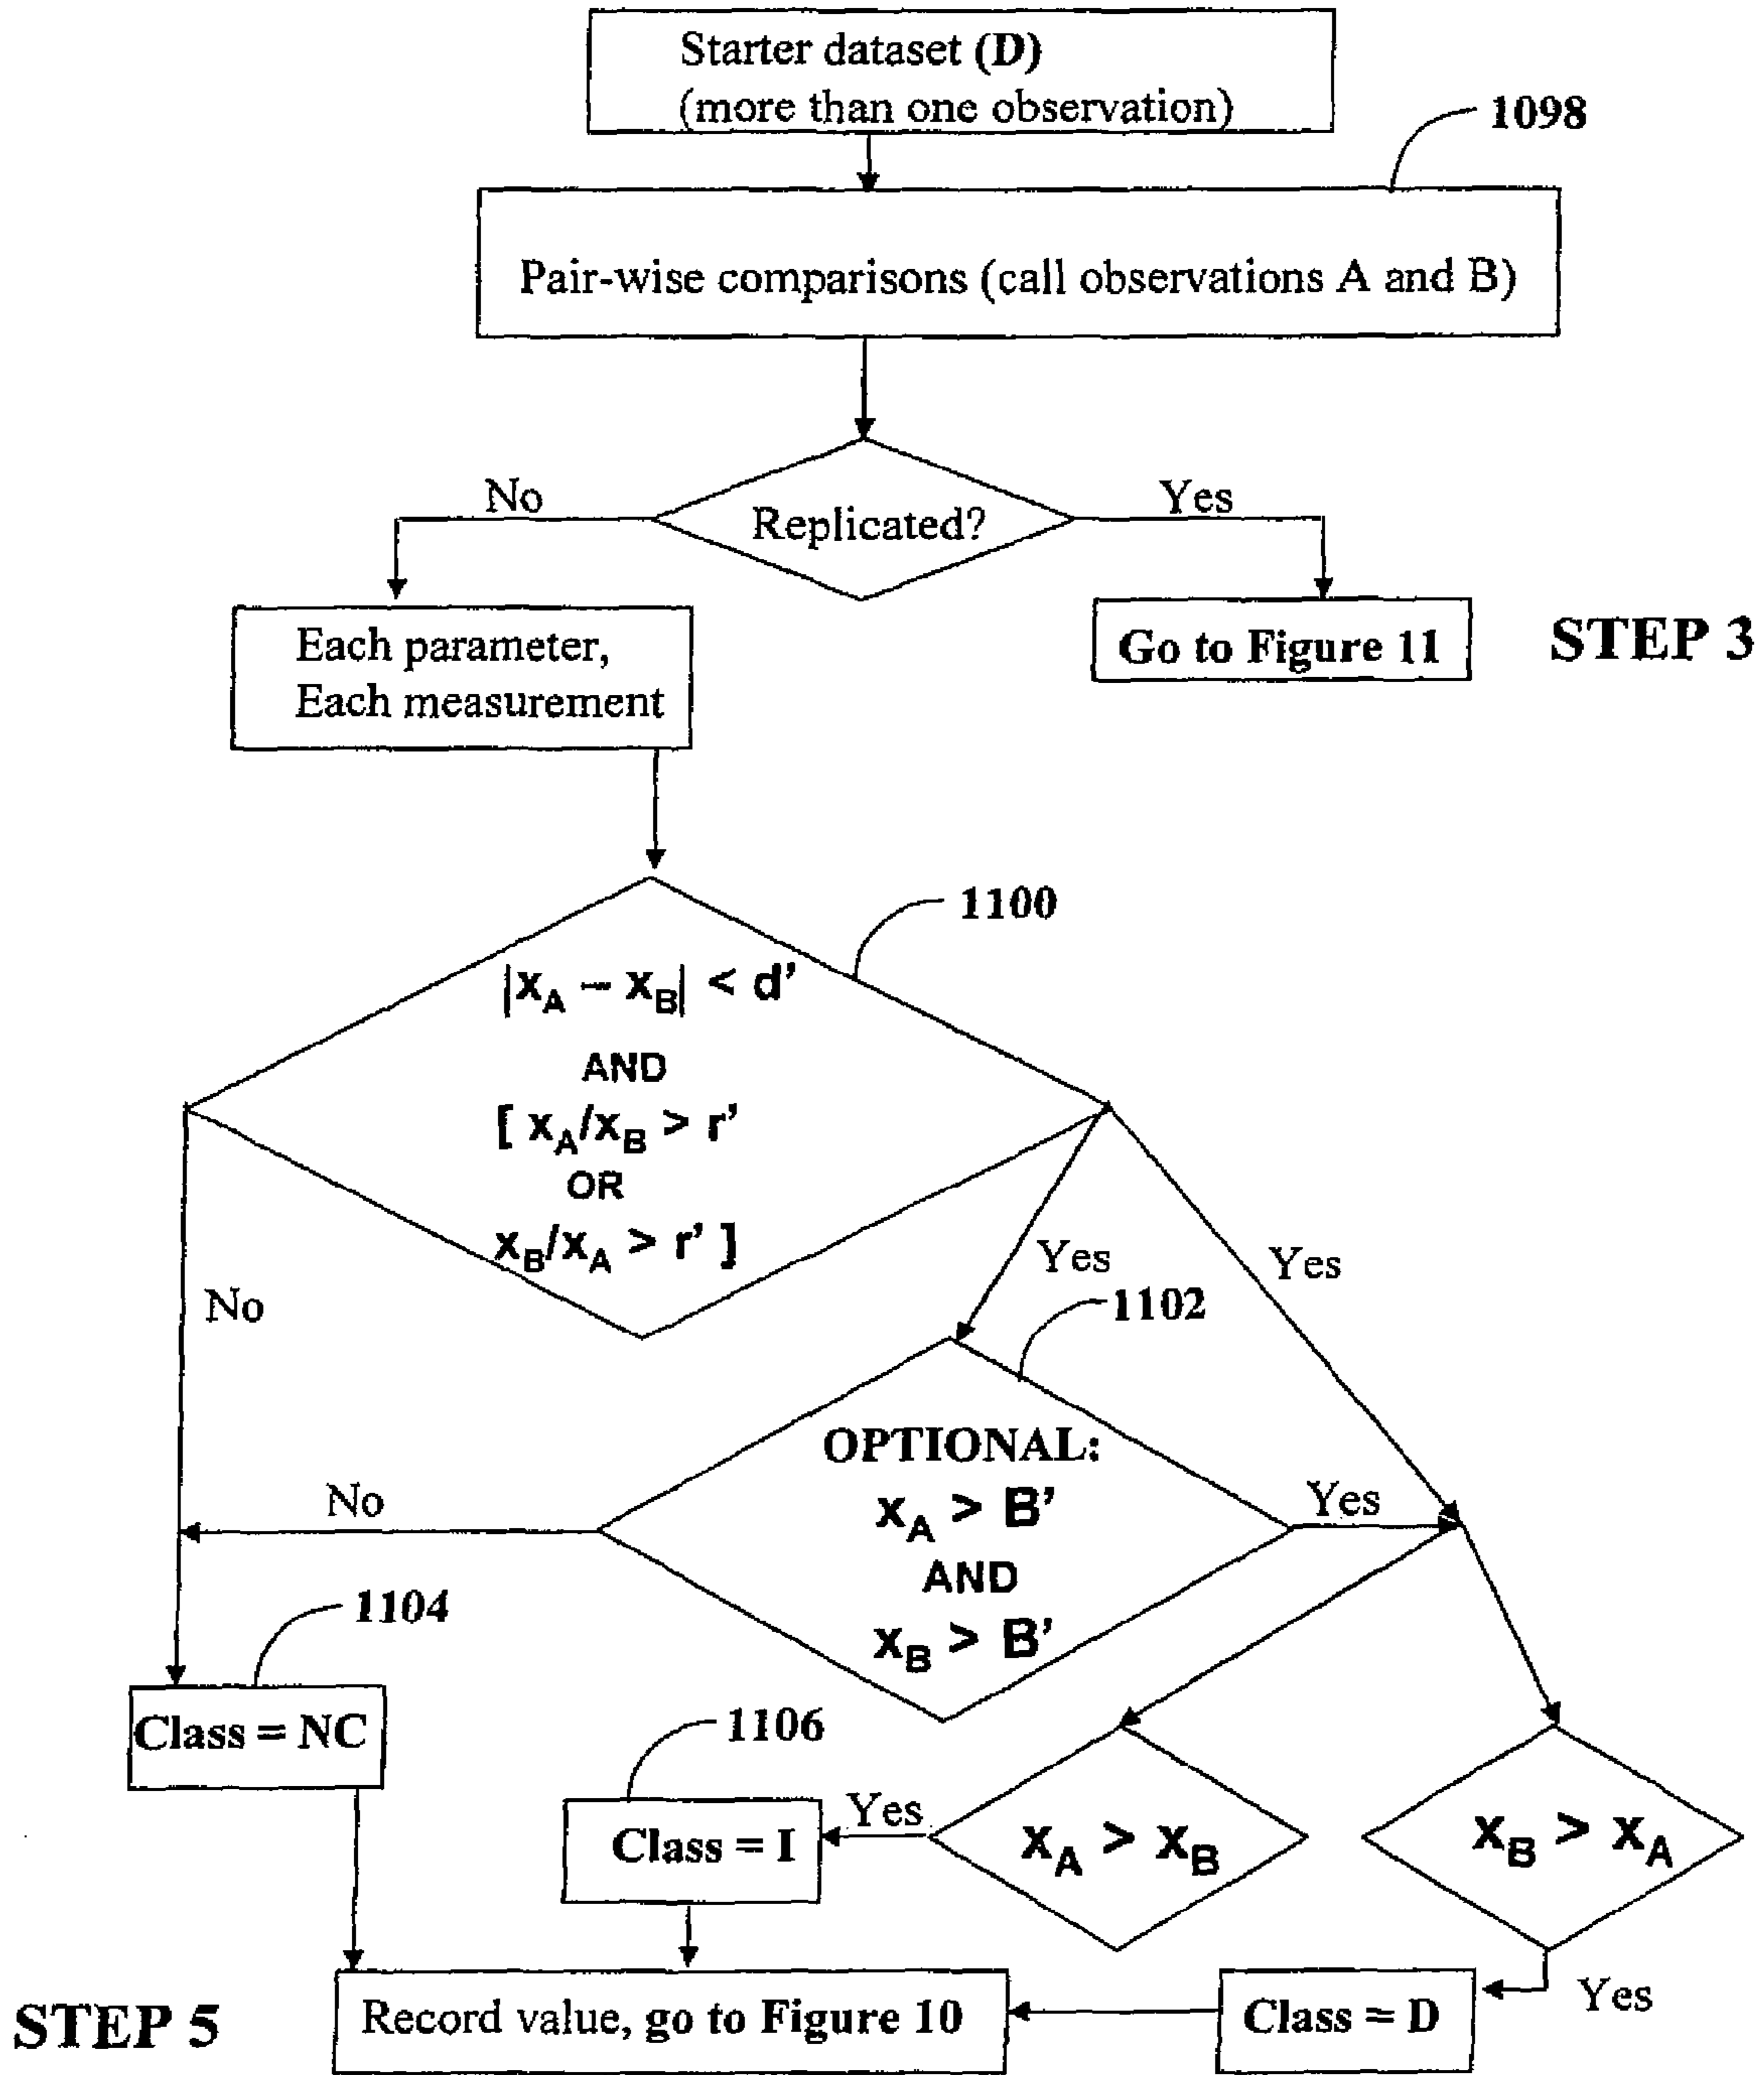 Starter dataset (D)
(more than one observation)
1098
Pair-wise comparisons (call observations A and B)
No
Yes
Replicated?
Each parameter,
Each measurement
Go to Figure 11
STEP 3
1100
|xA – xB| < d'
AND
[ xA/xB > r'
OR
xB/xA > r' ]
Yes
Yes
No
1102
OPTIONAL:
xA > B'
AND
xB > B'
No
Yes
1104
Class = NC
1106
Class = I
Yes
xA > xB
xB > xA
Yes
STEP 5
Record value, go to Figure 10
Class = D